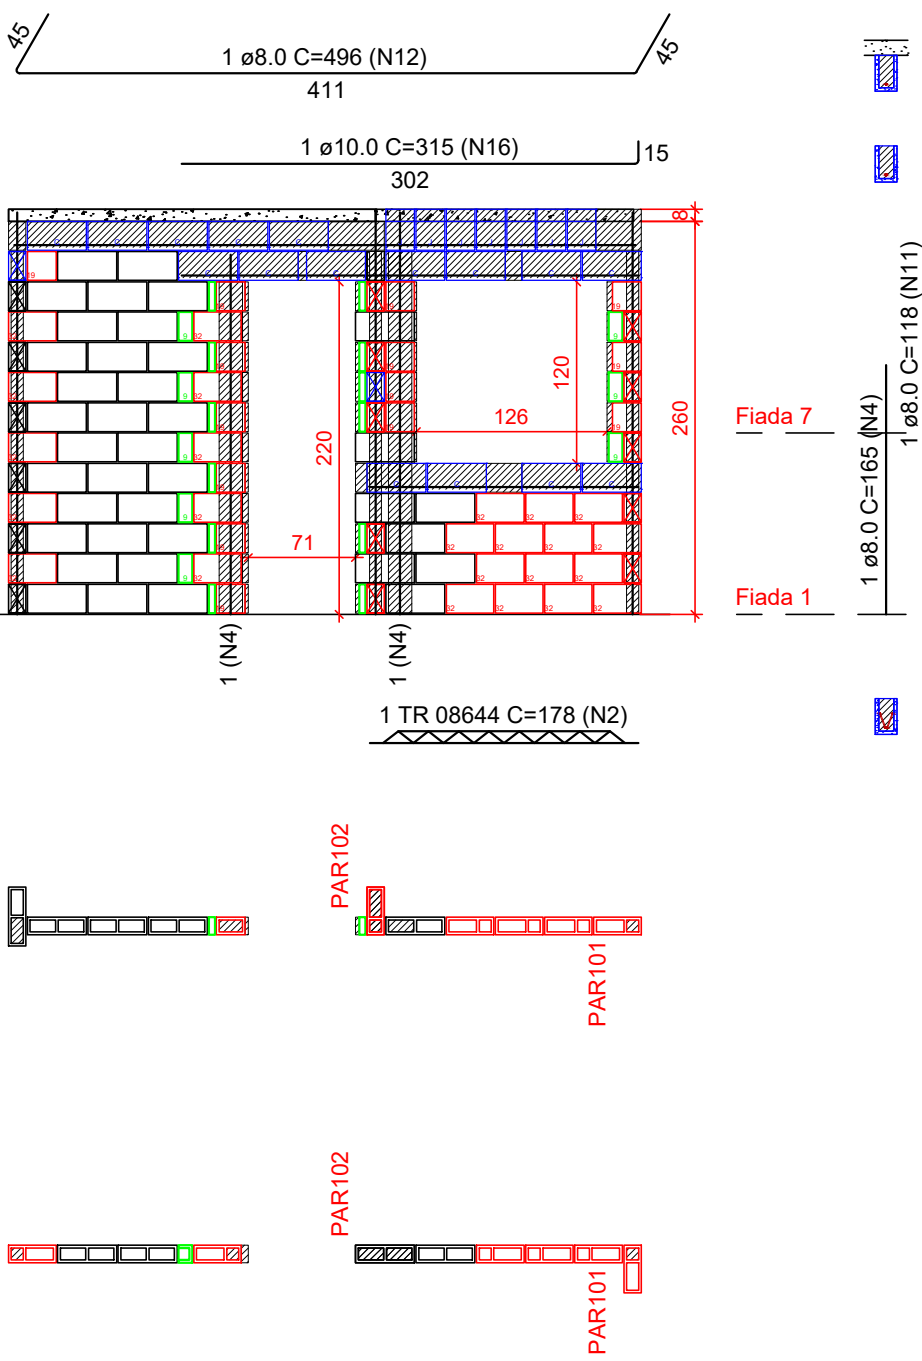 45
1 ø8.0 C=496 (N12)
45
411
1 ø10.0 C=315 (N16)
15
302
8
220
126
120
260
71
Fiada 7
Fiada 1
1 ø8.0 C=165 (N4)
1 ø8.0 C=118 (N11)
1 (N4)
1 (N4)
1 TR 08644 C=178 (N2)
PAR102
PAR101
PAR102
PAR101